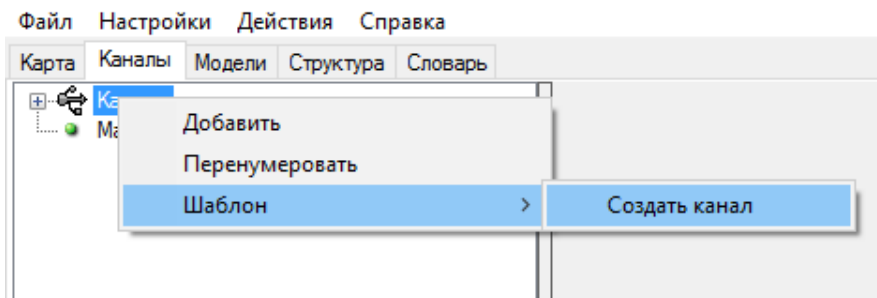 Файл Настройки Действия Справка
Карта Каналы Модели Структура Словарь
Добавить
Перенумеровать
Шаблон
Создать канал